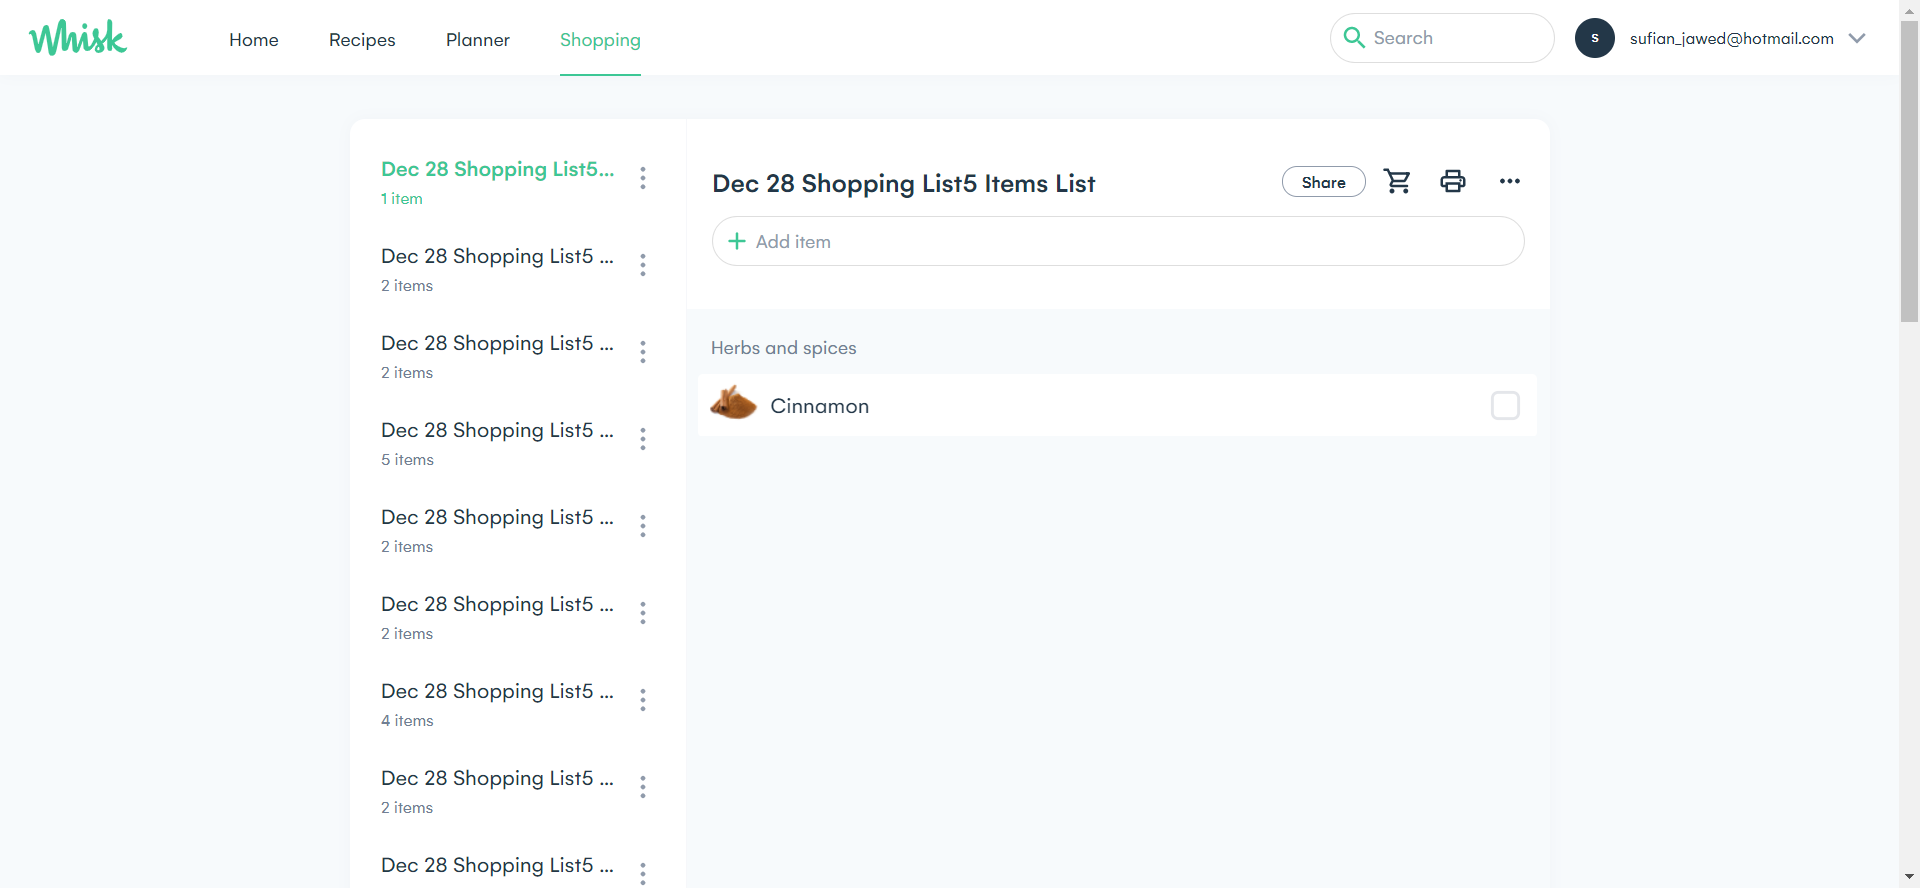 Whisk
Home
Recipes
Planner
Shopping
Search
S
sufian_jawed@hotmail.com
Dec 28 Shopping List5...
1 item
Dec 28 Shopping List5 ...
2 items
Dec 28 Shopping List5 ...
2 items
Dec 28 Shopping List5 ...
5 items
Dec 28 Shopping List5 ...
2 items
Dec 28 Shopping List5 ...
2 items
Dec 28 Shopping List5 ...
4 items
Dec 28 Shopping List5 ...
2 items
Dec 28 Shopping List5 ...
Dec 28 Shopping List5 Items List
Share
Add item
Herbs and spices
Cinnamon